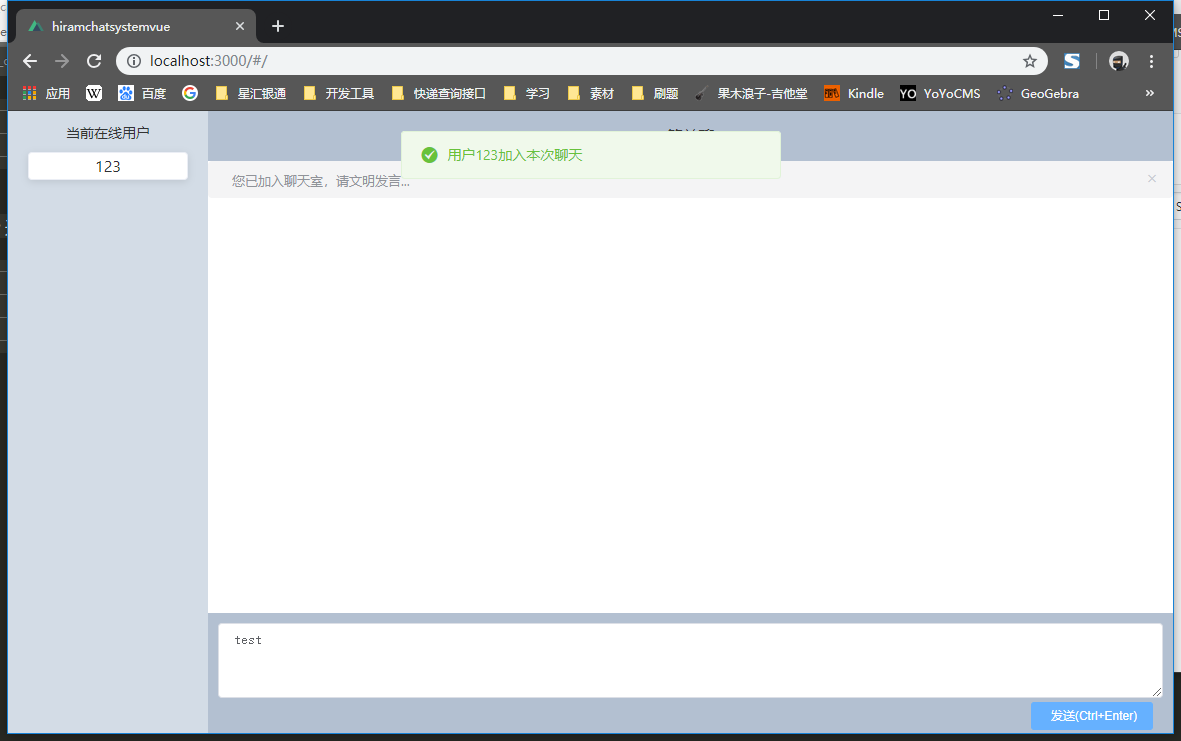 hiramchatsystemvue
localhost:3000/#/
应用 W 百度 G 星汇银通 开发工具 快递查询接口 学习 素材 刷题 果木浪子-吉他堂 Kindle YO YoYoCMS GeoGebra »
当前在线用户
123
用户123加入本次聊天
您已加入聊天室，请文明发言...
test
发送(Ctrl+Enter)